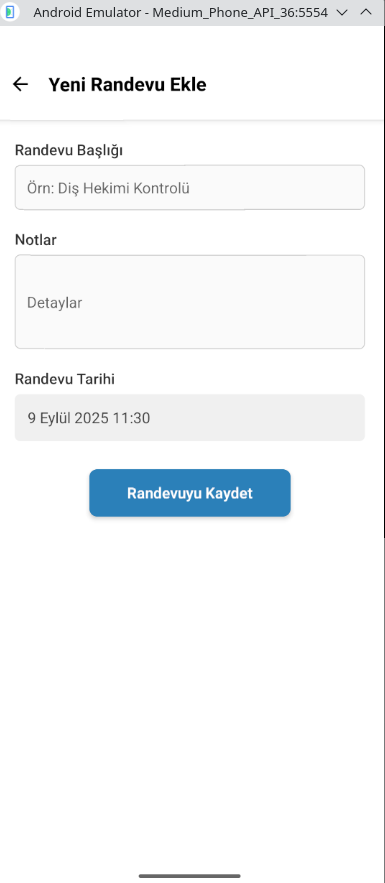 Android Emulator - Medium_Phone_API_36:5554
Yeni Randevu Ekle
Randevu Başlığı
Örn: Diş Hekimi Kontrolü
Notlar
Detaylar
Randevu Tarihi
9 Eylül 2025 11:30
Randevuyu Kaydet